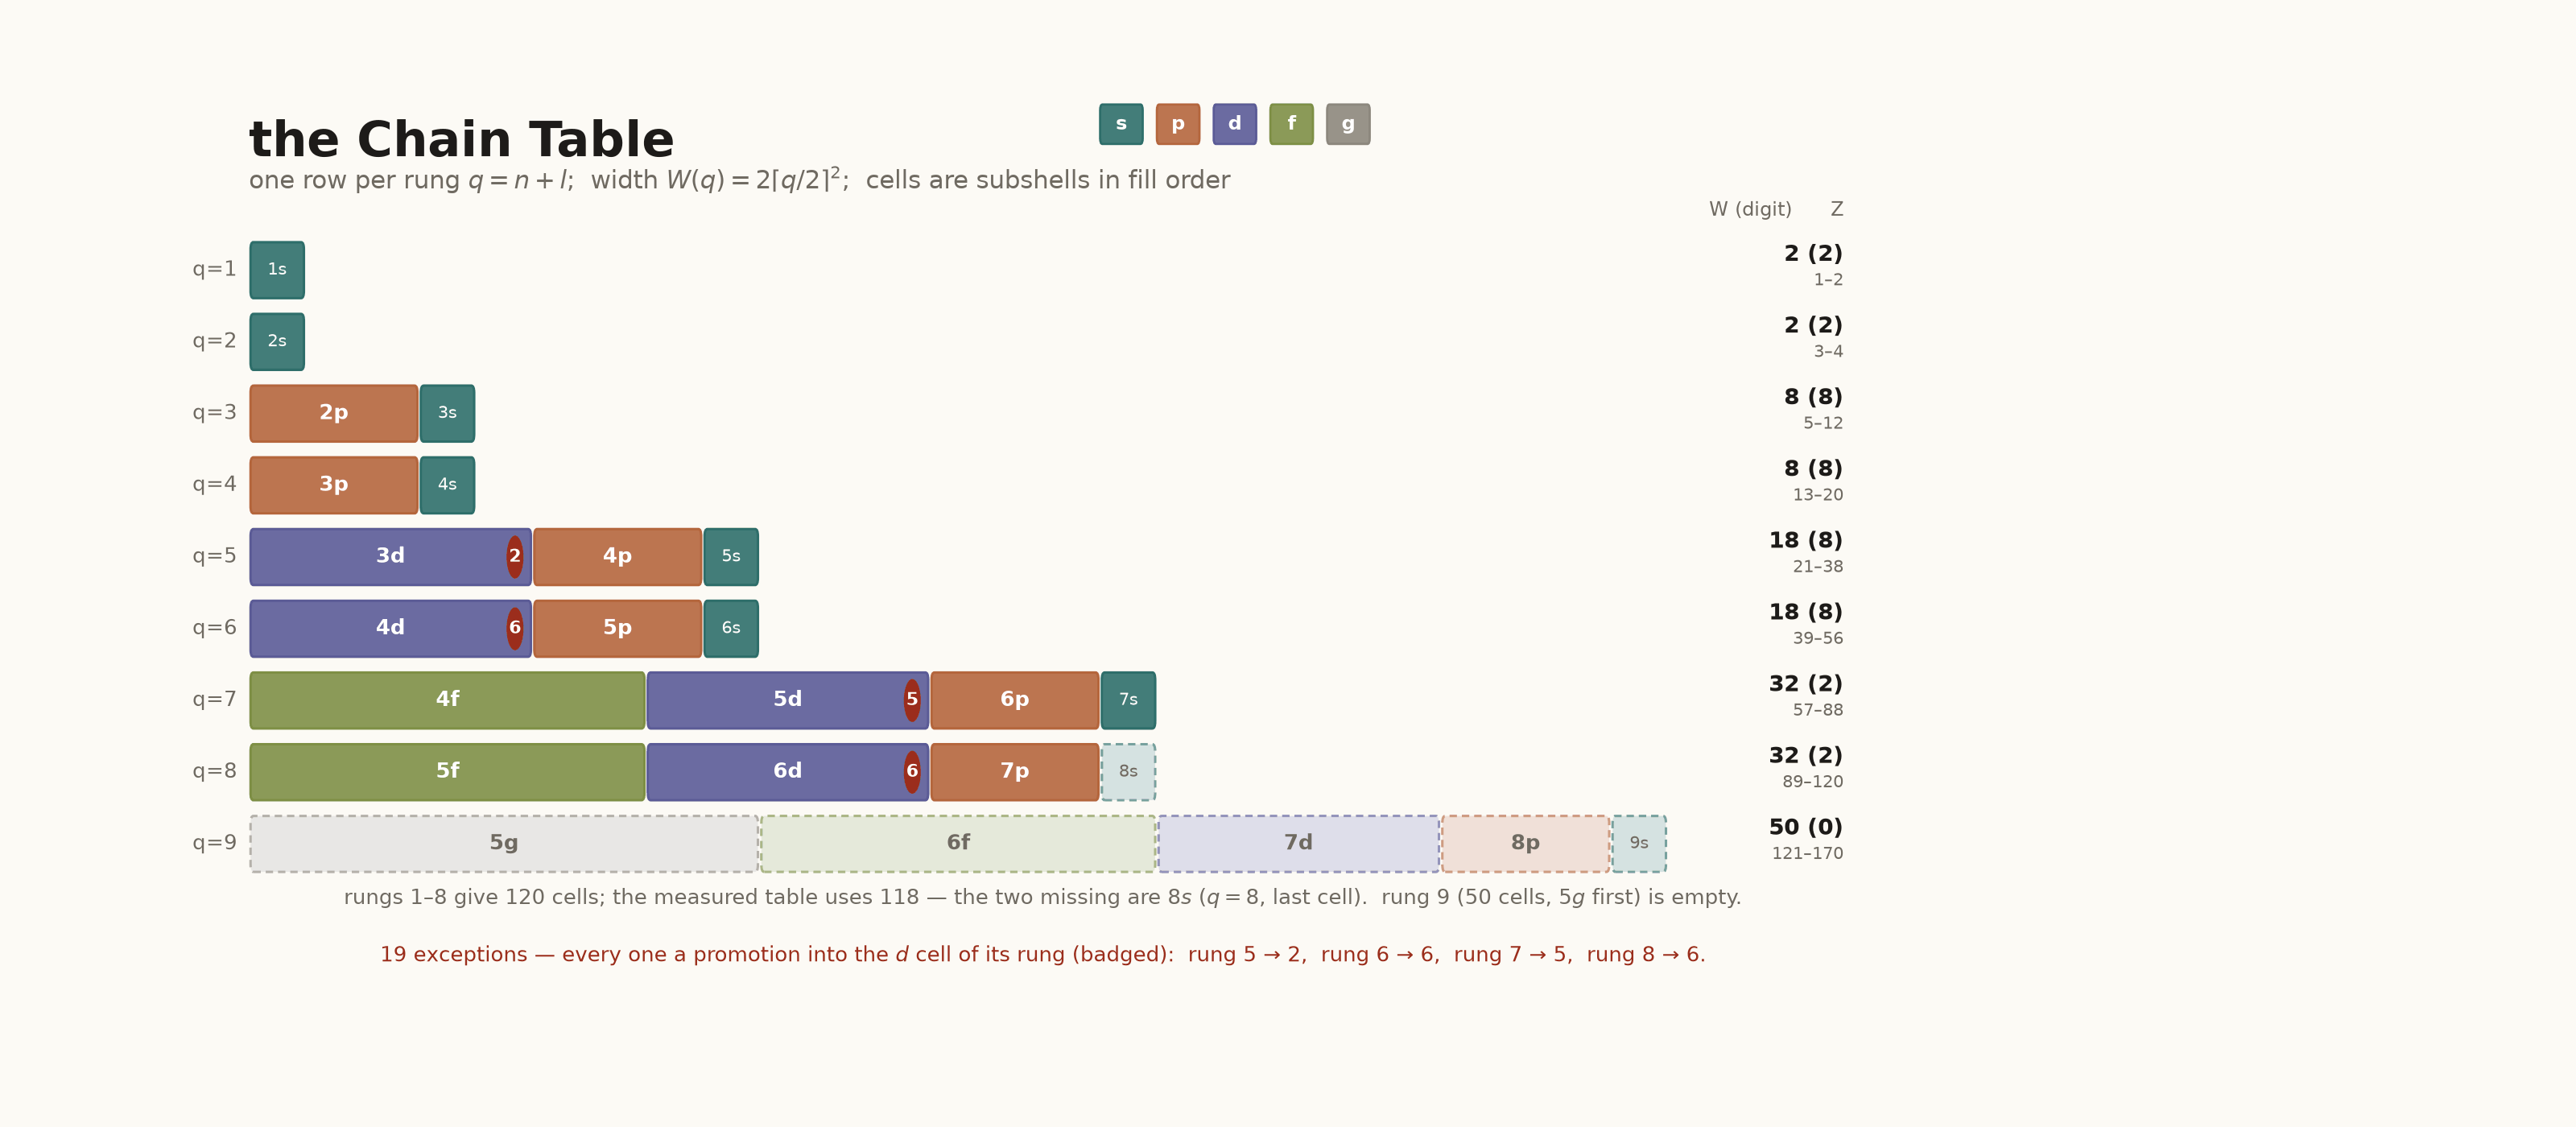 the Chain Table
s p d f g
one row per rung q = n + l; width W(q) = 2⌈q/2⌉²; cells are subshells in fill order
W (digit) Z
q=1 1s 2 (2)
1–2
q=2 2s 2 (2)
3–4
q=3 2p 3s 8 (8)
5–12
q=4 3p 4s 8 (8)
13–20
q=5 3d 2 4p 5s 18 (8)
21–38
q=6 4d 6 5p 6s 18 (8)
39–56
q=7 4f 5d 5 6p 7s 32 (2)
57–88
q=8 5f 6d 6 7p 8s 32 (2)
89–120
q=9 5g 6f 7d 8p 9s 50 (0)
121–170
rungs 1–8 give 120 cells; the measured table uses 118 — the two missing are 8s (q = 8, last cell). rung 9 (50 cells, 5g first) is empty.
19 exceptions — every one a promotion into the d cell of its rung (badged): rung 5 → 2, rung 6 → 6, rung 7 → 5, rung 8 → 6.